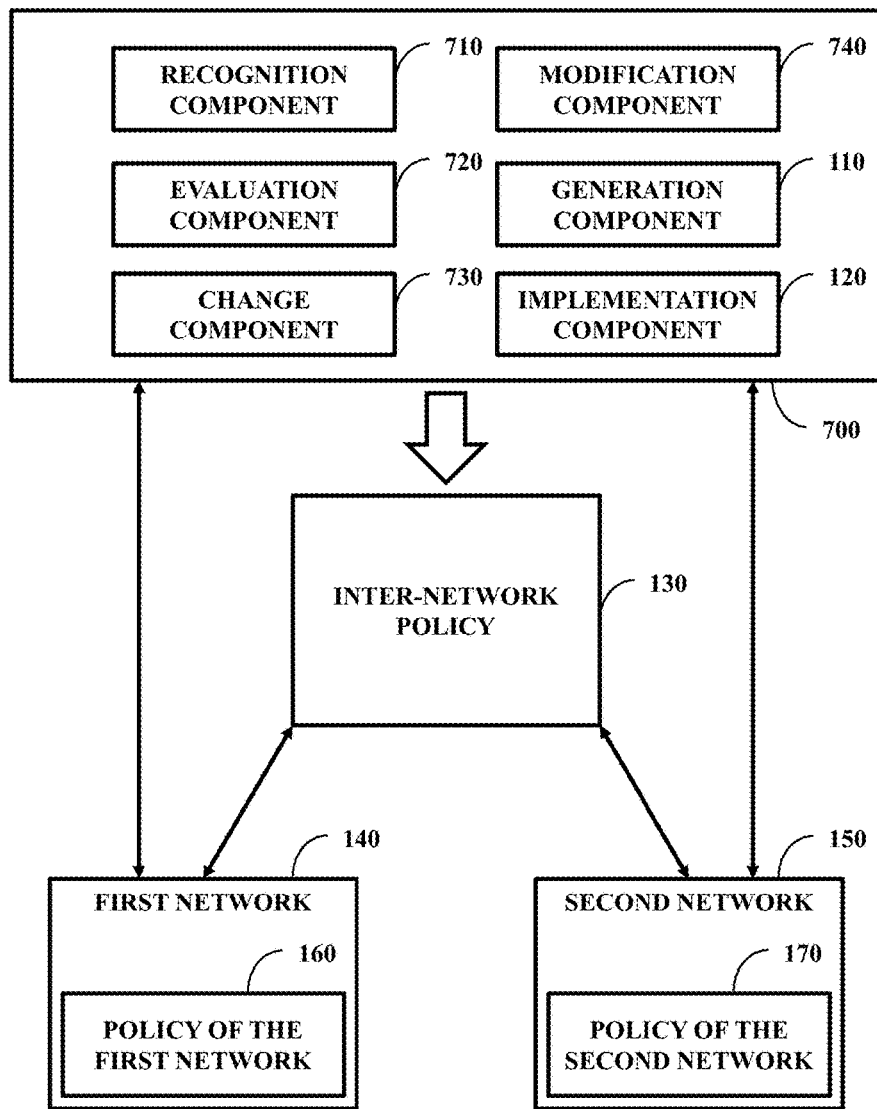 RECOGNITION
COMPONENT
710
MODIFICATION
COMPONENT
740
EVALUATION
COMPONENT
720
GENERATION
COMPONENT
110
CHANGE
COMPONENT
730
IMPLEMENTATION
COMPONENT
120
700
INTER-NETWORK
POLICY
130
140
FIRST NETWORK
160
POLICY OF THE
FIRST NETWORK
150
SECOND NETWORK
170
POLICY OF THE
SECOND NETWORK